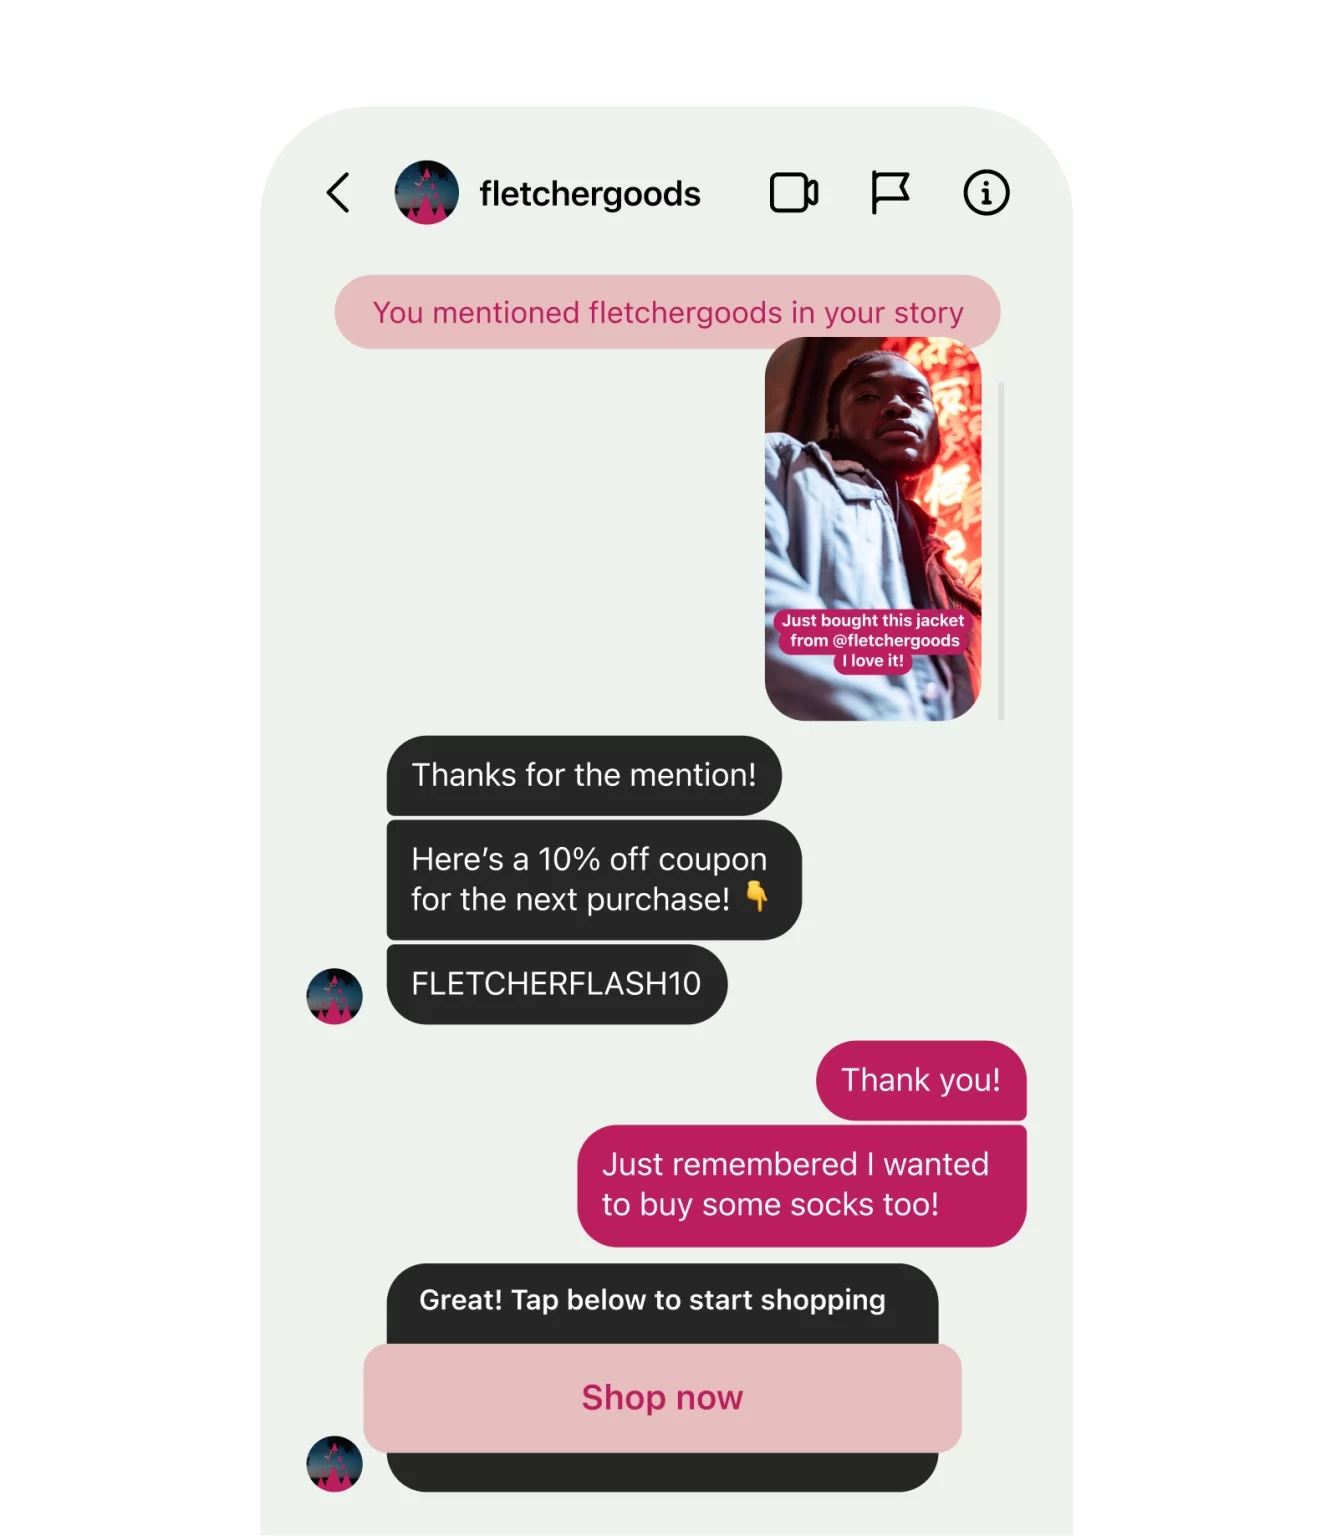 fletchergoods
You mentioned fletchergoods in your story
Just bought this jacket
from @fletchergoods
I love it!
Thanks for the mention!
Here’s a 10% off coupon
for the next purchase! 👇
FLETCHERFLASH10
Thank you!
Just remembered I wanted
to buy some socks too!
Great! Tap below to start shopping
Shop now